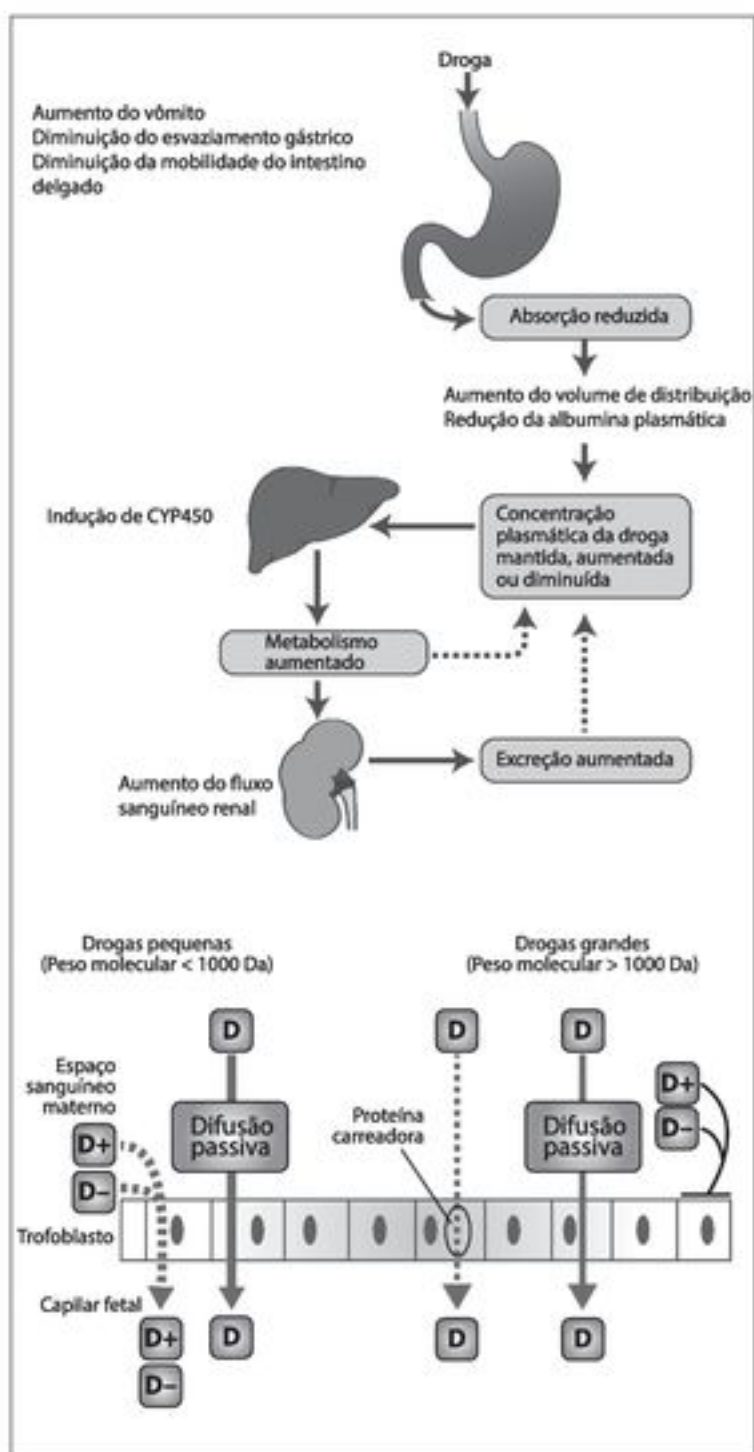 Droga
Aumento do vômito
Diminuição do esvaziamento gástrico
Diminuição da mobilidade do intestino
delgado
Absorção reduzida
Aumento do volume de distribuição
Redução da albumina plasmática
Indução de CYP450
Concentração
plasmática da droga
mantida, aumentada
ou diminuída
Metabolismo
aumentado
Aumento do fluxo
sanguíneo renal
Excreção aumentada
Drogas pequenas
(Peso molecular < 1000 Da)
Drogas grandes
(Peso molecular > 1000 Da)
D
D
D
Espaço
sanguíneo
materno
D+
D−
Difusão
passiva
Proteína
carreadora
Difusão
passiva
D+
D−
Trofoblasto
Capilar fetal
D+
D−
D
D
D